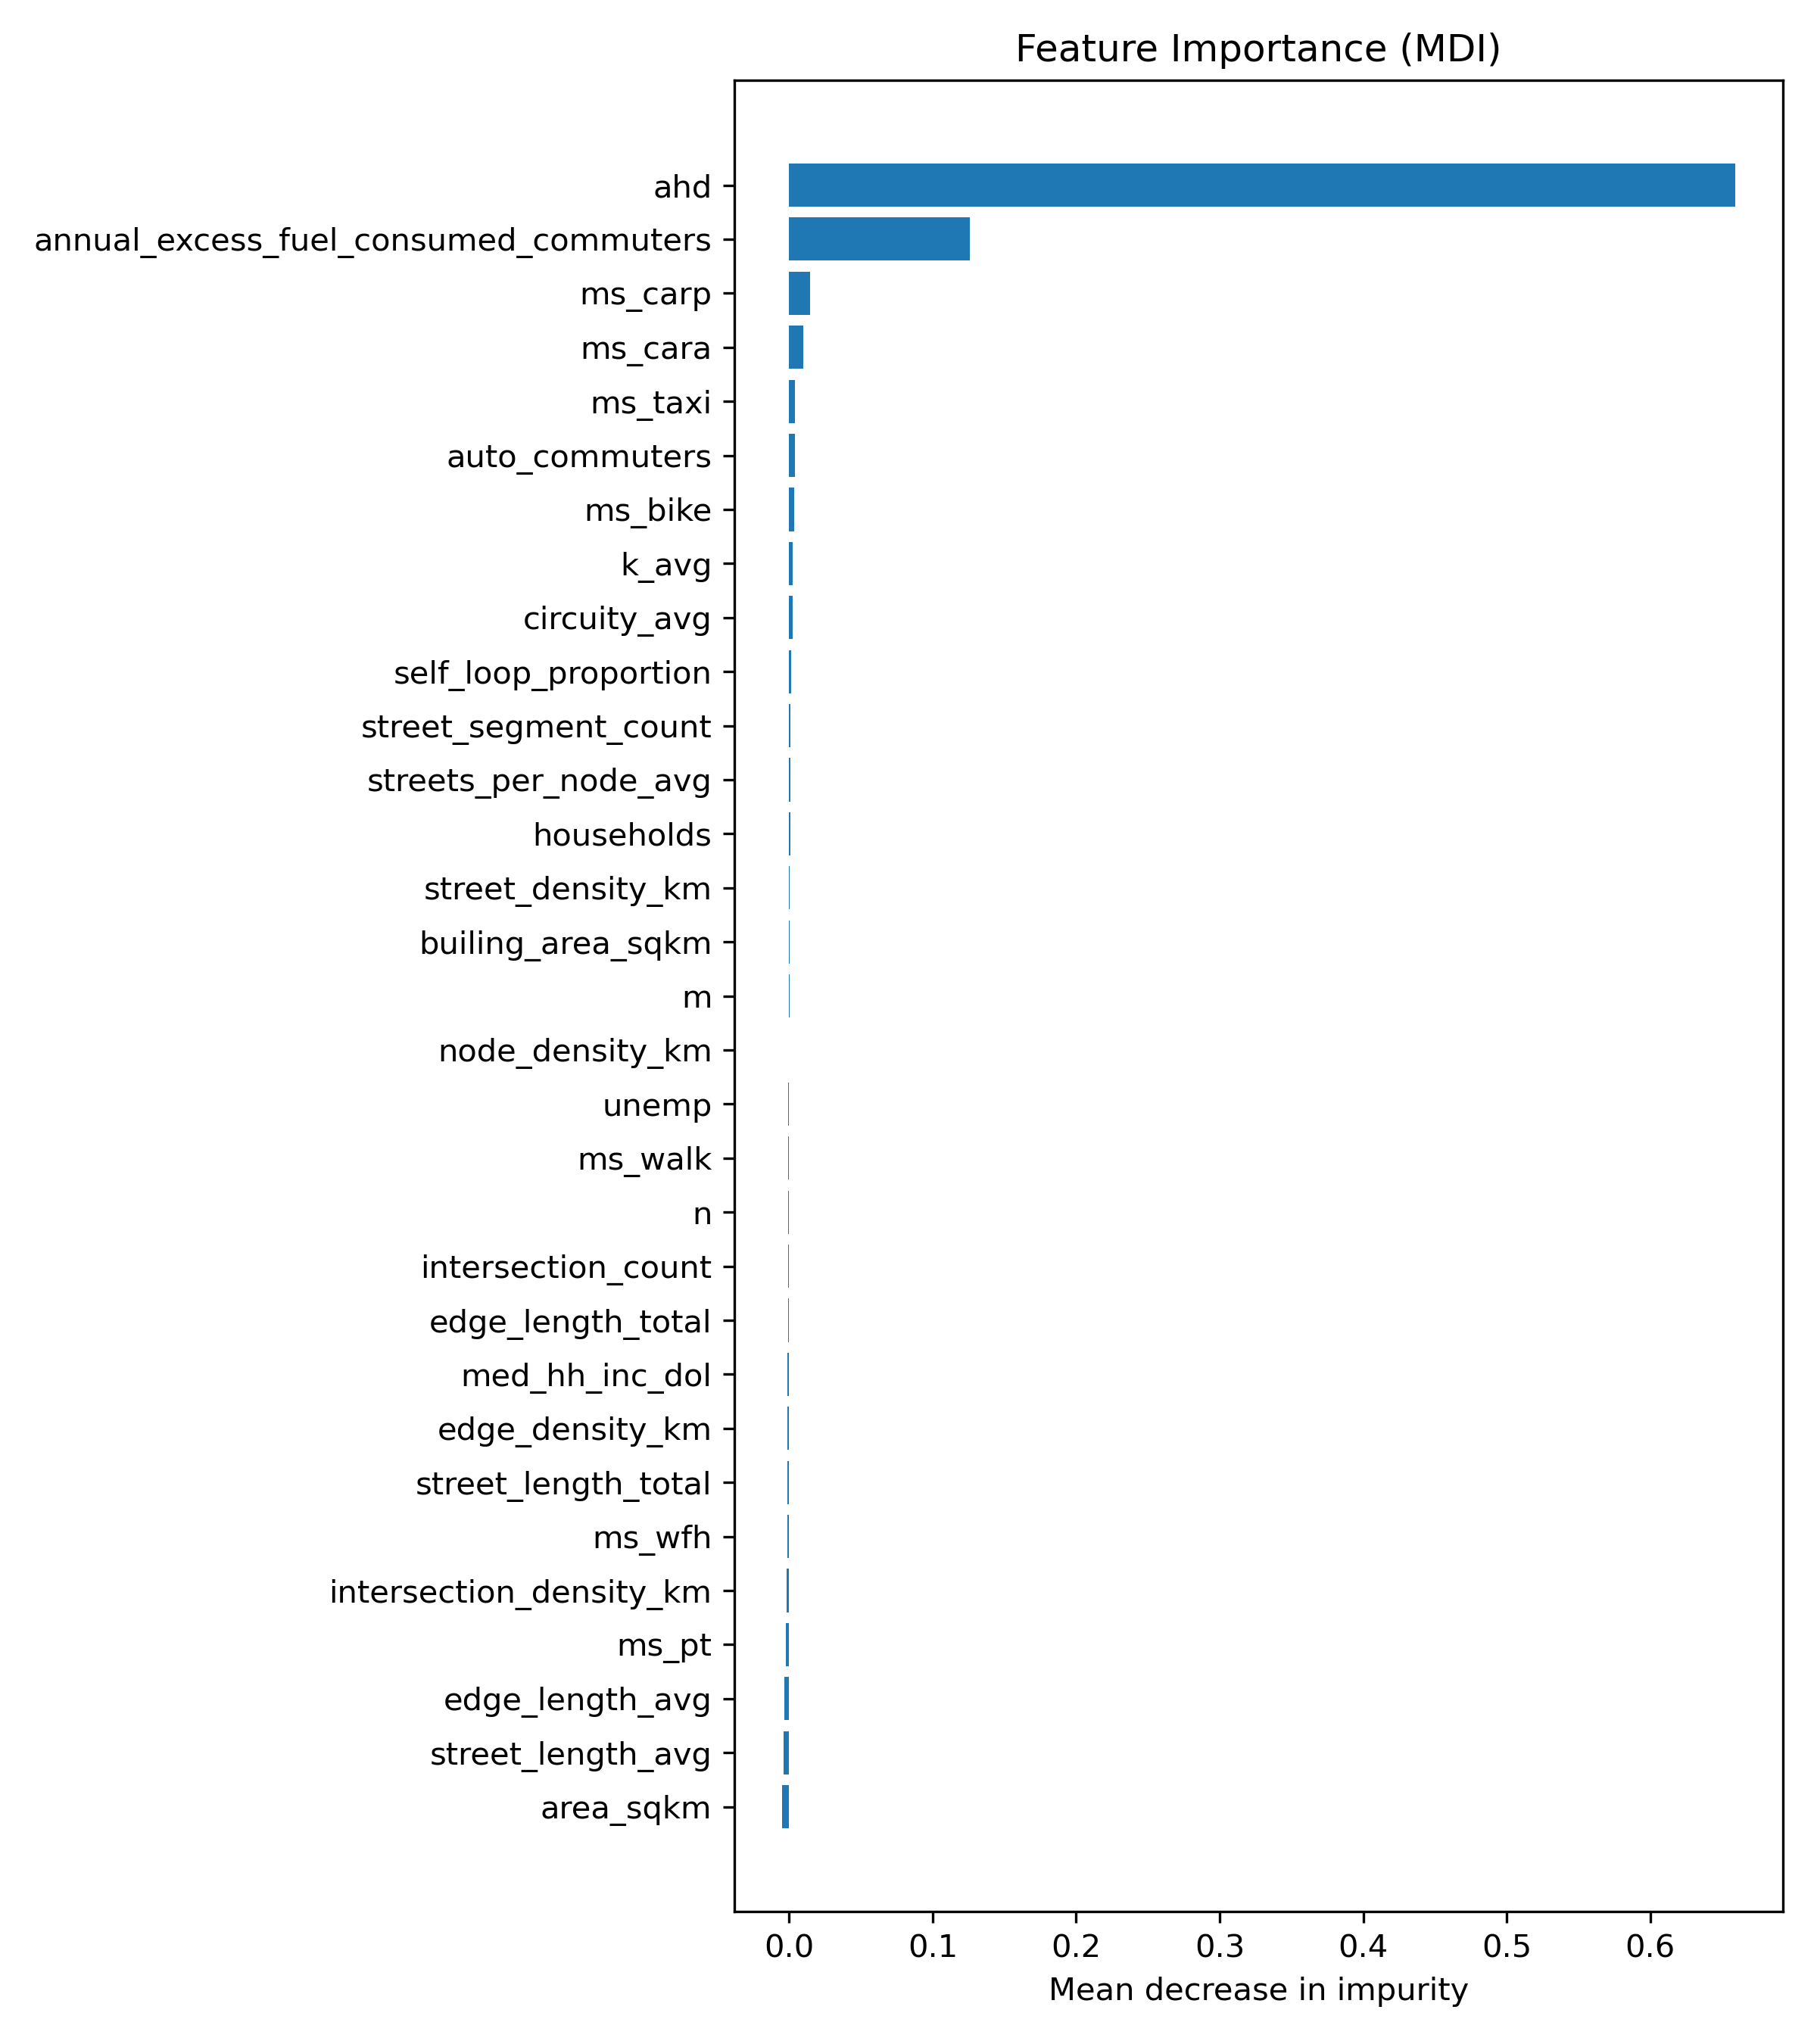 Feature Importance (MDI)
ahd
annual_excess_fuel_consumed_commuters
ms_carp
ms_cara
ms_taxi
auto_commuters
ms_bike
k_avg
circuity_avg
self_loop_proportion
street_segment_count
streets_per_node_avg
households
street_density_km
builing_area_sqkm
m
node_density_km
unemp
ms_walk
n
intersection_count
edge_length_total
med_hh_inc_dol
edge_density_km
street_length_total
ms_wfh
intersection_density_km
ms_pt
edge_length_avg
street_length_avg
area_sqkm
0.0 0.1 0.2 0.3 0.4 0.5 0.6
Mean decrease in impurity